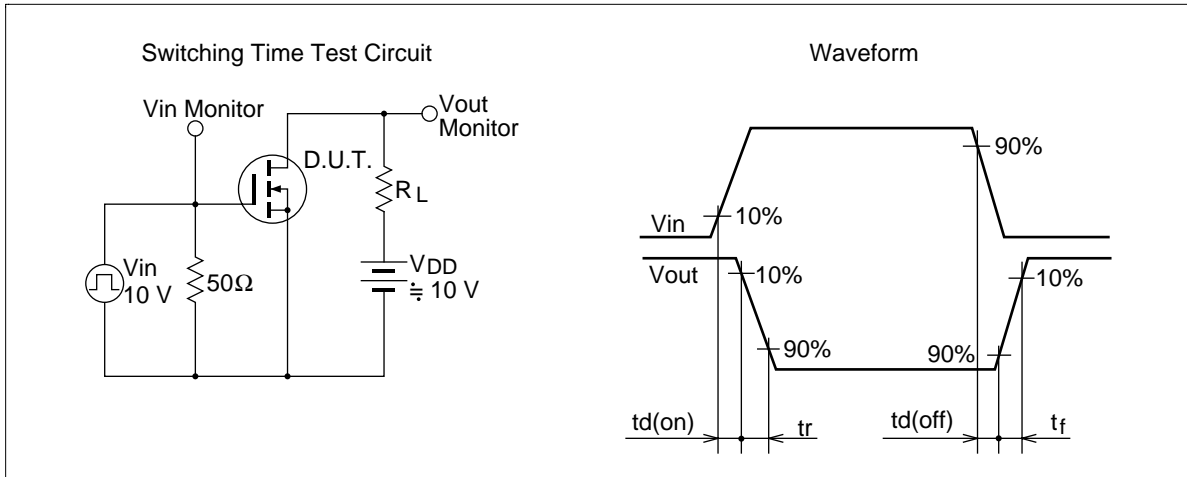 Switching Time Test Circuit
Vin Monitor
Vout
Monitor
D.U.T.
RL
Vin
10 V
50Ω
VDD
≒ 10 V
Waveform
90%
10%
Vin
Vout
10%
10%
90%
90%
td(on)
tr
td(off)
tf